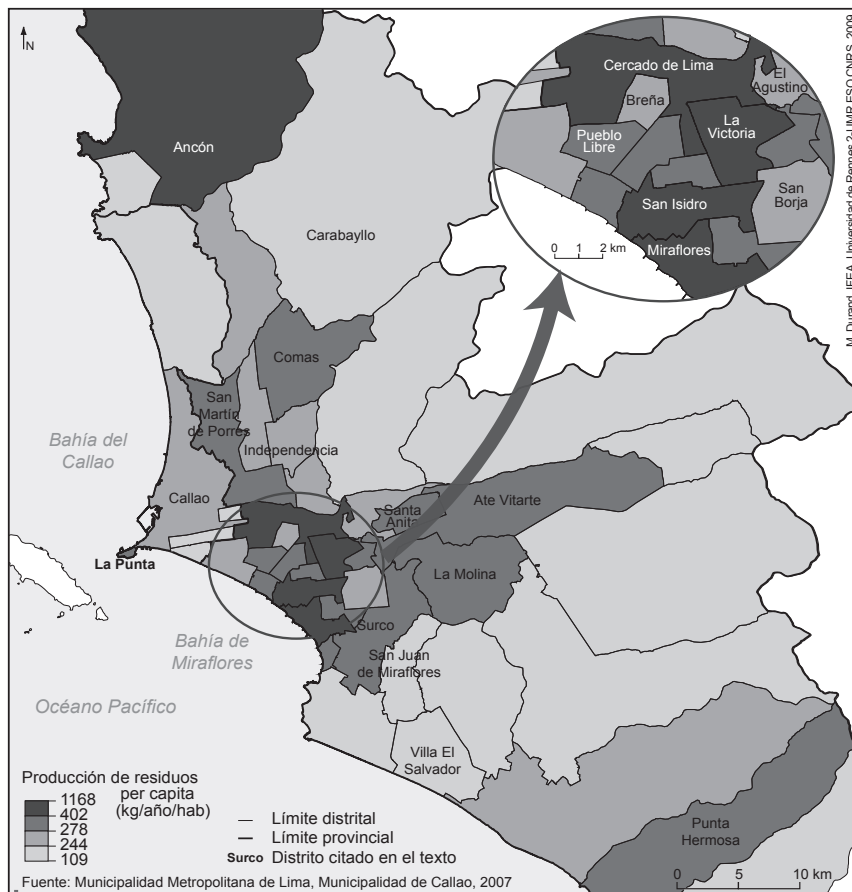 N
Cercado de Lima
El
Agustino
Breña
La
Victoria
Pueblo
Libre
San
Borja
San Isidro
Miraflores
0 1 2 km
M. Durand, IFEA, Universidad de Rennes 2-UMR ESO CNRS, 2009
Ancón
Carabayllo
Comas
San
Martín
de Porres
Independencia
Bahía del
Callao
Callao
Santa
Anita
Ate Vitarte
La Punta
La Molina
Surco
Bahía de
Miraflores
San Juan
de Miraflores
Océano Pacífico
Villa El
Salvador
Punta
Hermosa
Producción de residuos
per capita
(kg/año/hab)
1168
402
278
244
109
Límite distrital
Límite provincial
Surco Distrito citado en el texto
0 5 10 km
Fuente: Municipalidad Metropolitana de Lima, Municipalidad de Callao, 2007